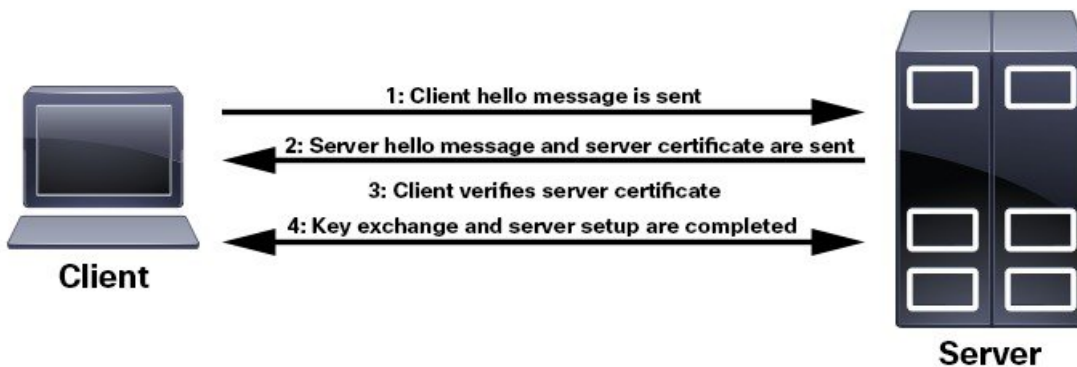 1: Client hello message is sent
2: Server hello message and server certificate are sent
3: Client verifies server certificate
4: Key exchange and server setup are completed
Client
Server